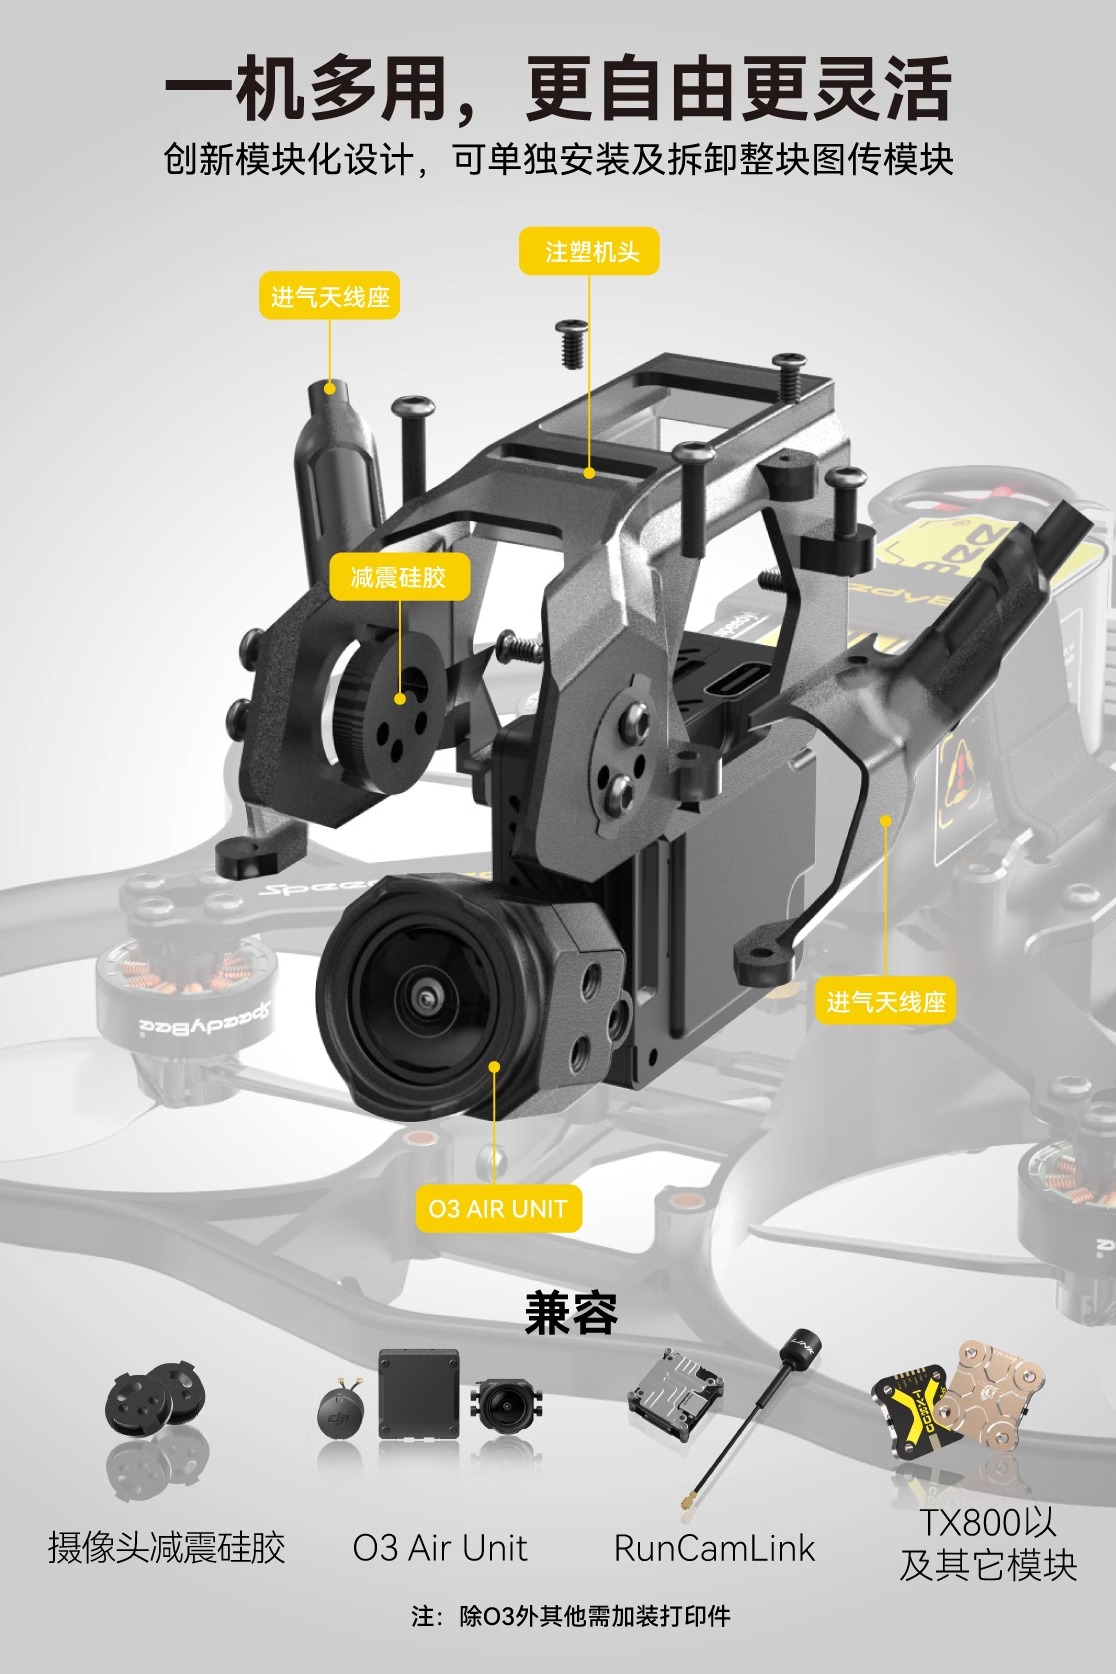 一机多用，更自由更灵活
创新模块化设计，可单独安装及拆卸整块图传模块
注塑机头
进气天线座
减震硅胶
进气天线座
SpeedyBee
O3 AIR UNIT
兼容
dji
LINK
TX800
摄像头减震硅胶
O3 Air Unit
RunCamLink
TX800以
及其它模块
注：除O3外其他需加装打印件